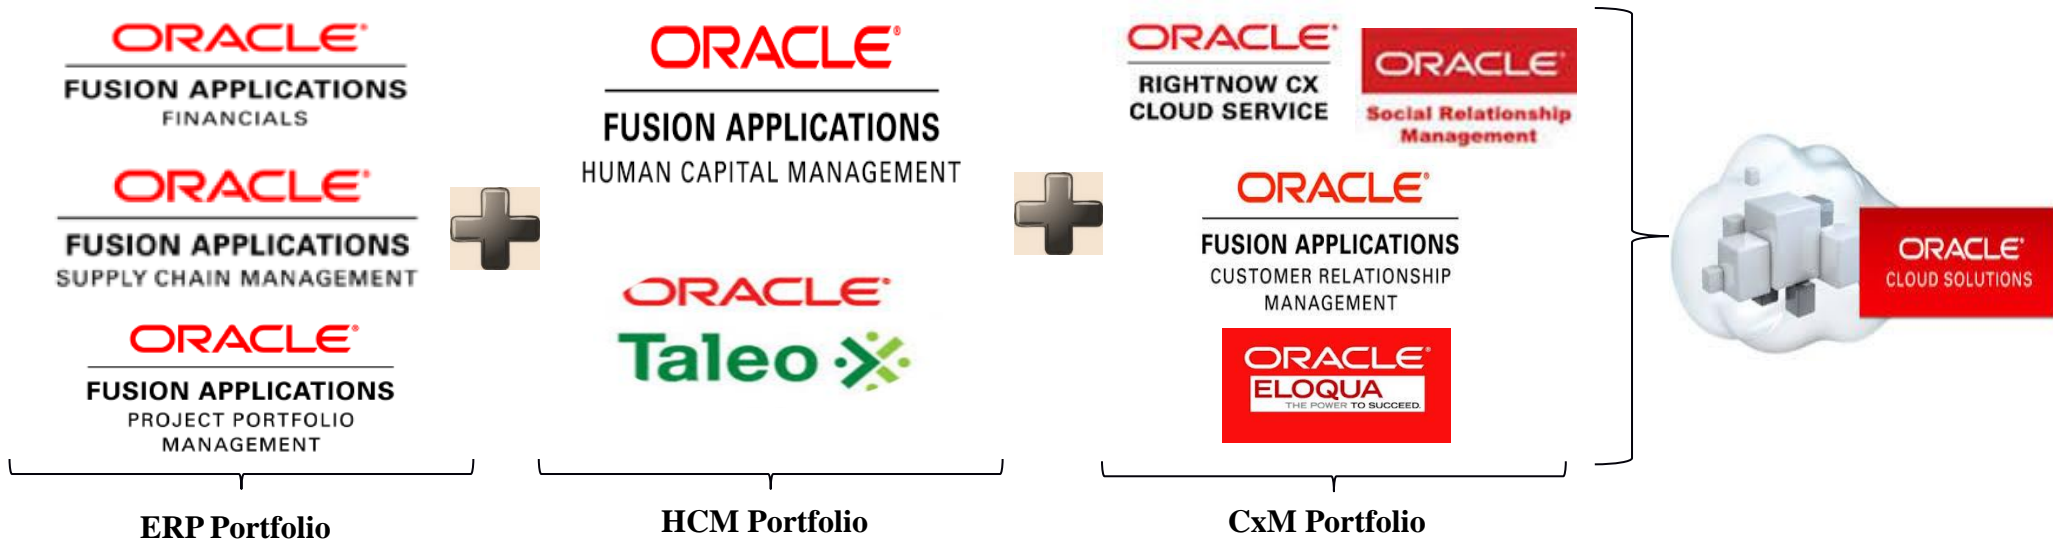 ORACLE®
FUSION APPLICATIONS
FINANCIALS
ORACLE®
FUSION APPLICATIONS
SUPPLY CHAIN MANAGEMENT
ORACLE®
FUSION APPLICATIONS
PROJECT PORTFOLIO
MANAGEMENT
ERP Portfolio
ORACLE®
FUSION APPLICATIONS
HUMAN CAPITAL MANAGEMENT
ORACLE®
Taleo
HCM Portfolio
ORACLE®
RIGHTNOW CX
CLOUD SERVICE
ORACLE®
Social Relationship
Management
ORACLE®
FUSION APPLICATIONS
CUSTOMER RELATIONSHIP
MANAGEMENT
ORACLE®
ELOQUA
THE POWER TO SUCCEED.
CxM Portfolio
ORACLE®
CLOUD SOLUTIONS